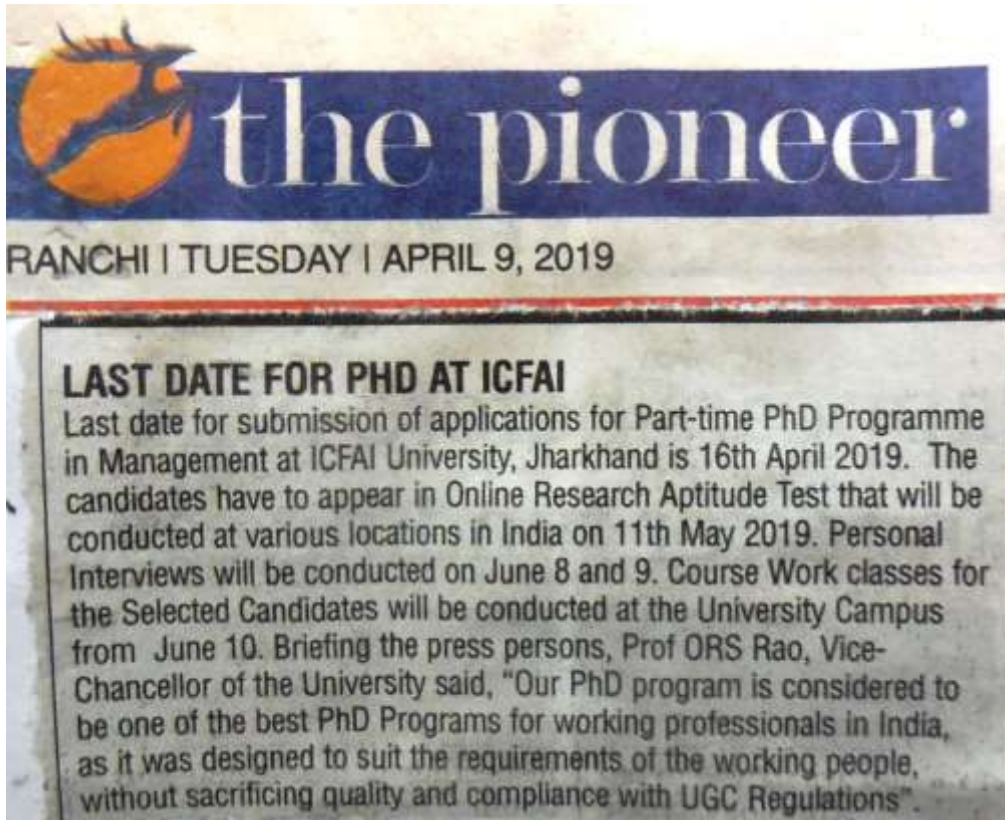 the pioneer
RANCHI | TUESDAY | APRIL 9, 2019
LAST DATE FOR PHD AT ICFAI
Last date for submission of applications for Part-time PhD Programme
in Management at ICFAI University, Jharkhand is 16th April 2019. The
candidates have to appear in Online Research Aptitude Test that will be
conducted at various locations in India on 11th May 2019. Personal
Interviews will be conducted on June 8 and 9. Course Work classes for
the Selected Candidates will be conducted at the University Campus
from June 10. Briefing the press persons, Prof ORS Rao, Vice-
Chancellor of the University said, "Our PhD program is considered to
be one of the best PhD Programs for working professionals in India,
as it was designed to suit the requirements of the working people,
without sacrificing quality and compliance with UGC Regulations".